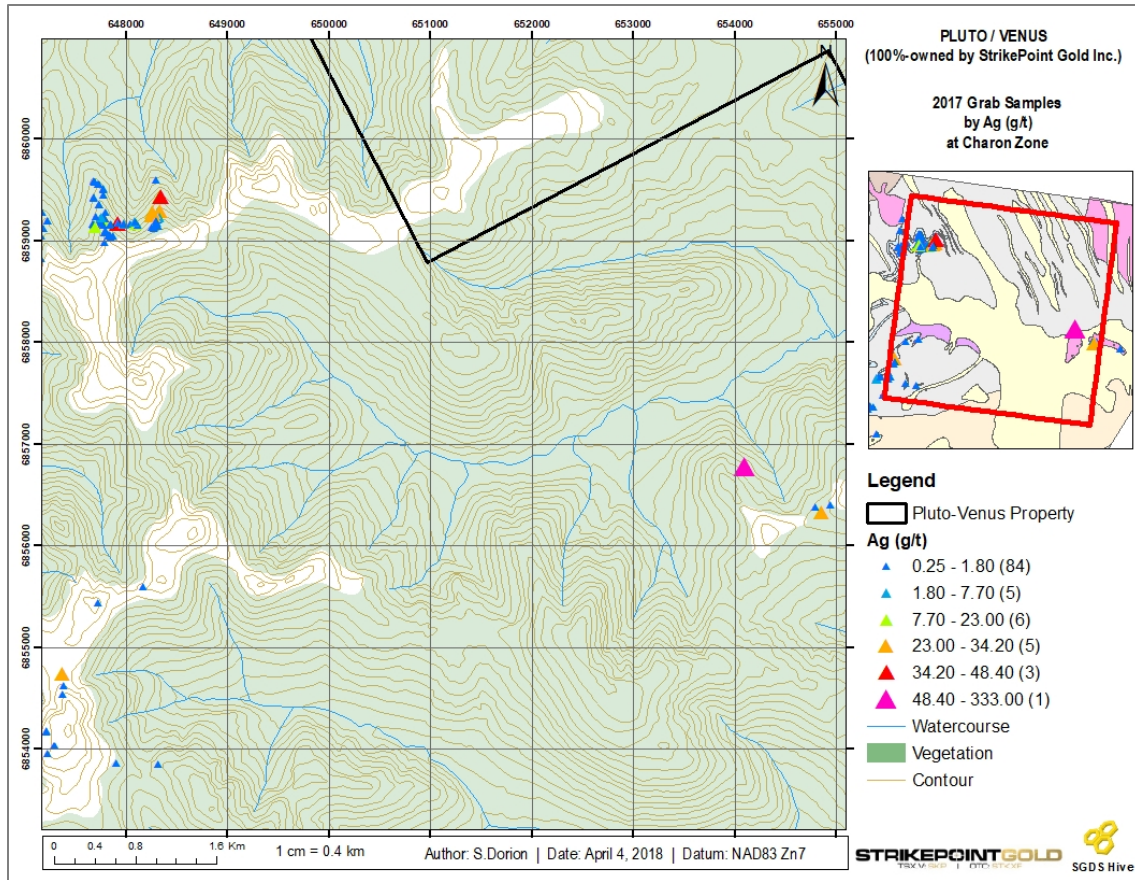 648000 649000 650000 651000 652000 653000 654000 655000
6860000
6859000
6858000
6857000
6856000
6855000
6854000
N
PLUTO / VENUS
(100%-owned by StrikePoint Gold Inc.)
2017 Grab Samples
by Ag (g/t)
at Charon Zone
Legend
Pluto-Venus Property
Ag (g/t)
0.25 - 1.80 (84)
1.80 - 7.70 (5)
7.70 - 23.00 (6)
23.00 - 34.20 (5)
34.20 - 48.40 (3)
48.40 - 333.00 (1)
Watercourse
Vegetation
Contour
0 0.4 0.8 1.6 Km
1 cm = 0.4 km
Author: S.Dorion | Date: April 4, 2018 | Datum: NAD83 Zn7
STRIKEPOINTGOLD
TSX.V: SKP | OTC: STKXF
SGDS Hive